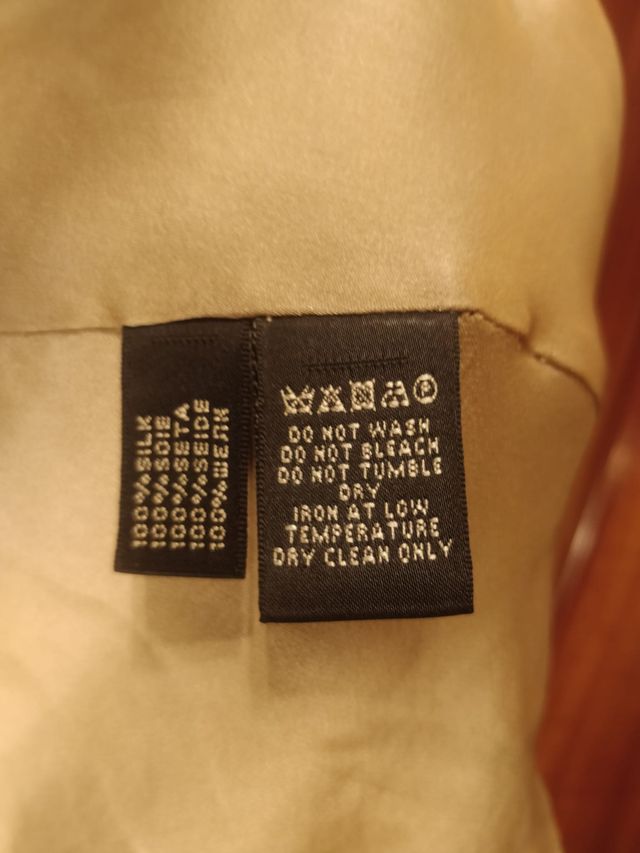 100%SILK
100%SOIE
100%SETA
100%SEIDE
100%ШЕЛК
P
DO NOT WASH
DO NOT BLEACH
DO NOT TUMBLE
DRY
IRON AT LOW
TEMPERATURE
DRY CLEAN ONLY